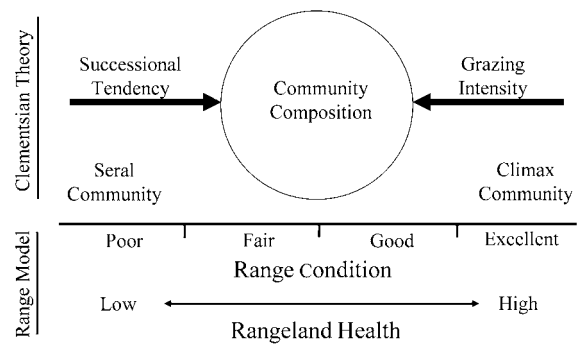 Clementsian Theory
Successional
Tendency
Community
Composition
Grazing
Intensity
Seral
Community
Climax
Community
Range Model
Poor Fair Good Excellent
Range Condition
Low High
Rangeland Health